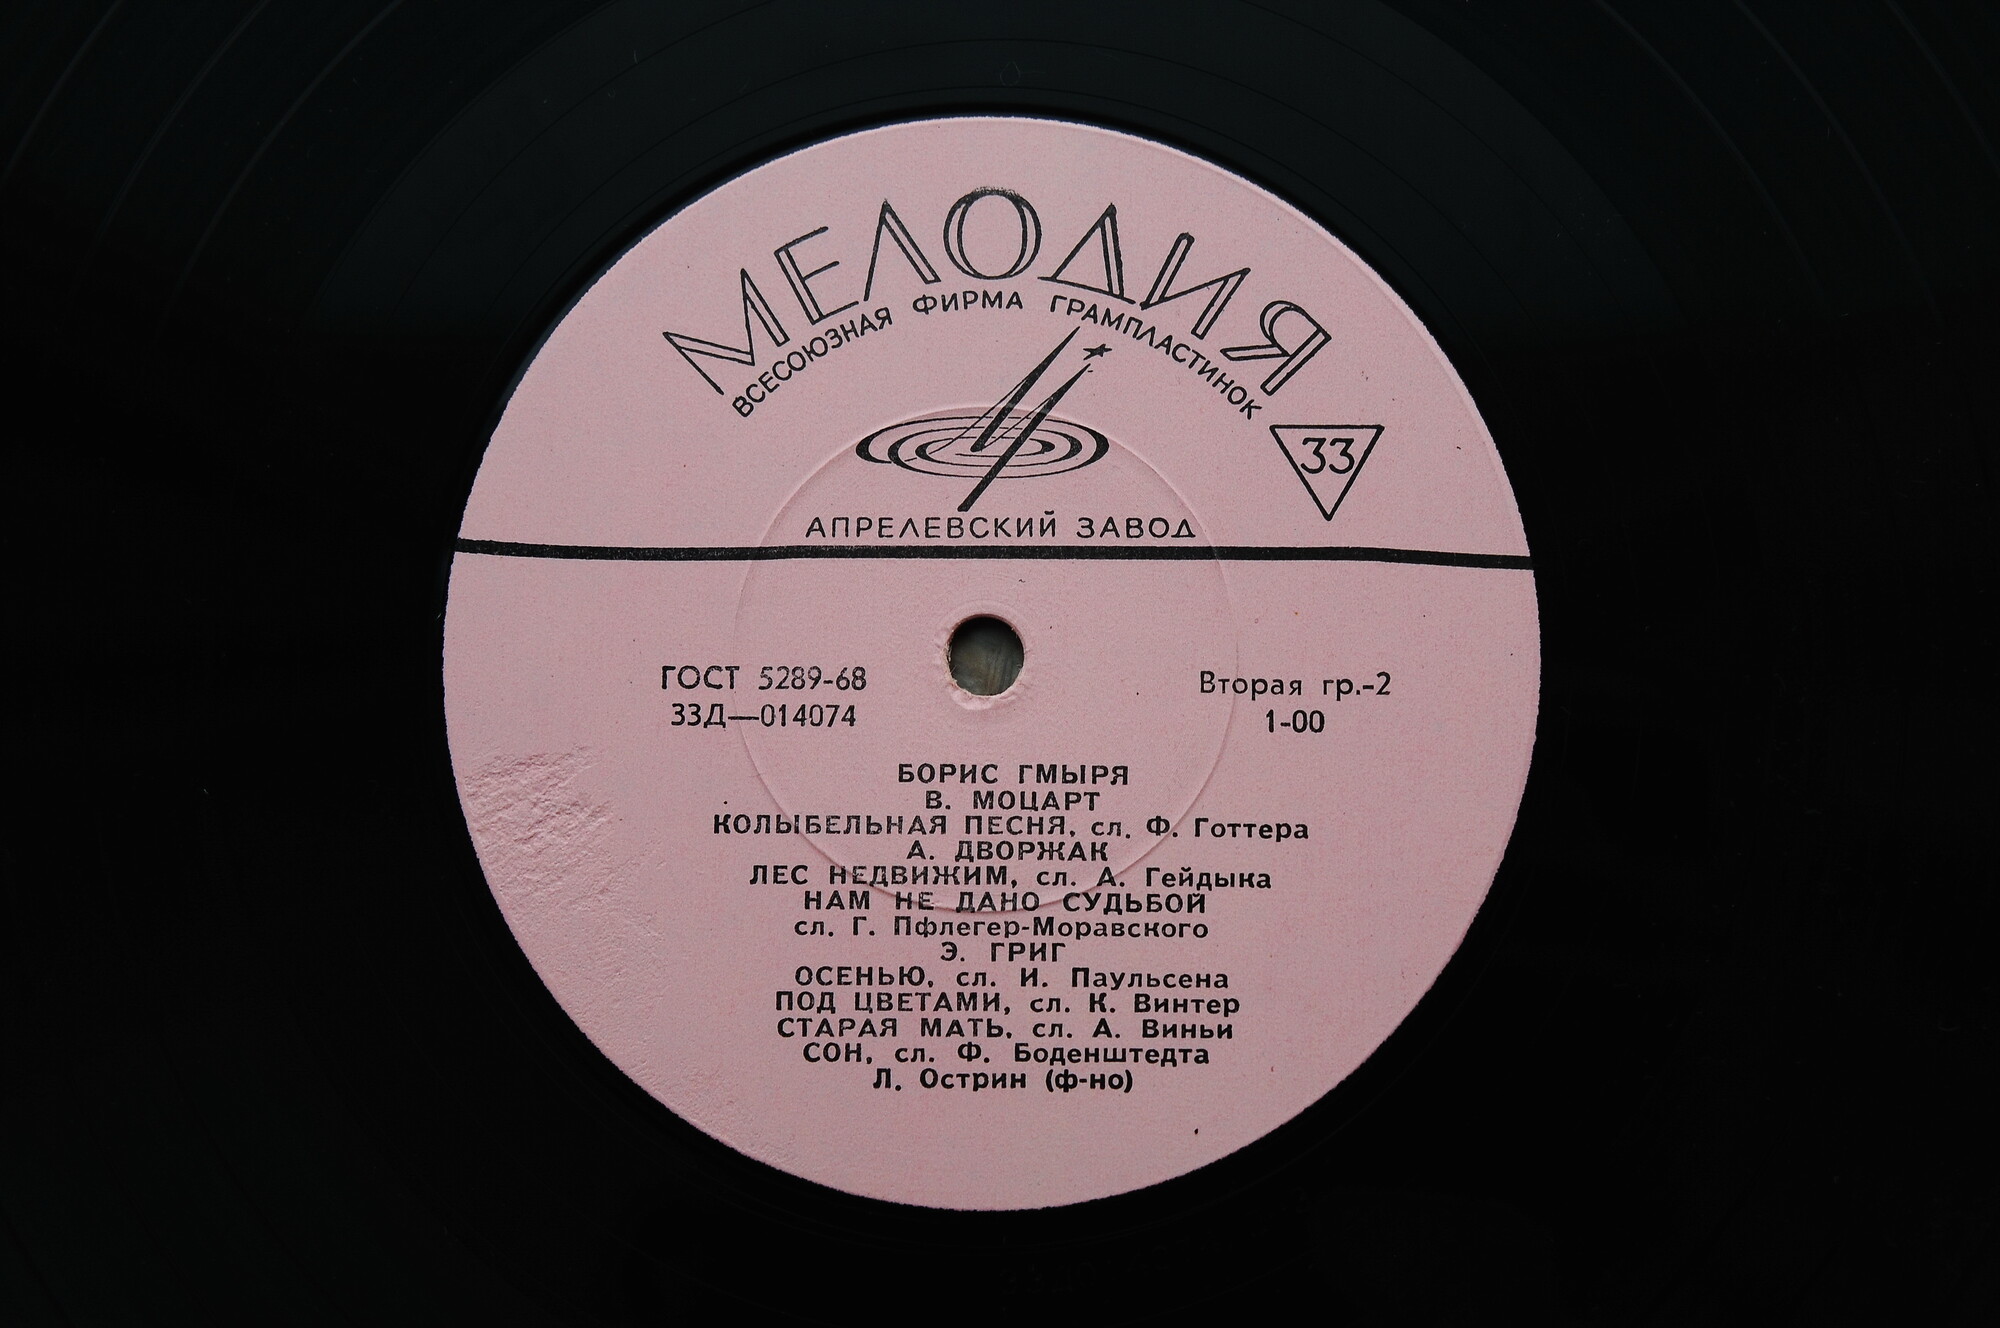 МЕЛОДИЯ
ВСЕСОЮЗНАЯ ФИРМА ГРАМПЛАСТИНОК
33
АПРЕЛЕВСКИЙ ЗАВОД
ГОСТ 5289-68
33Д—014074
Вторая гр.-2
1-00
БОРИС ГМЫРЯ
В. МОЦАРТ
КОЛЫБЕЛЬНАЯ ПЕСНЯ, сл. Ф. Готтера
А. ДВОРЖАК
ЛЕС НЕДВИЖИМ, сл. А. Гейдыка
НАМ НЕ ДАНО СУДЬБОЙ
сл. Г. Пфлегер-Моравского
Э. ГРИГ
ОСЕНЬЮ, сл. И. Паульсена
ПОД ЦВЕТАМИ, сл. К. Винтер
СТАРАЯ МАТЬ, сл. А. Виньи
СОН, сл. Ф. Боденштедта
Л. Острин (ф-но)